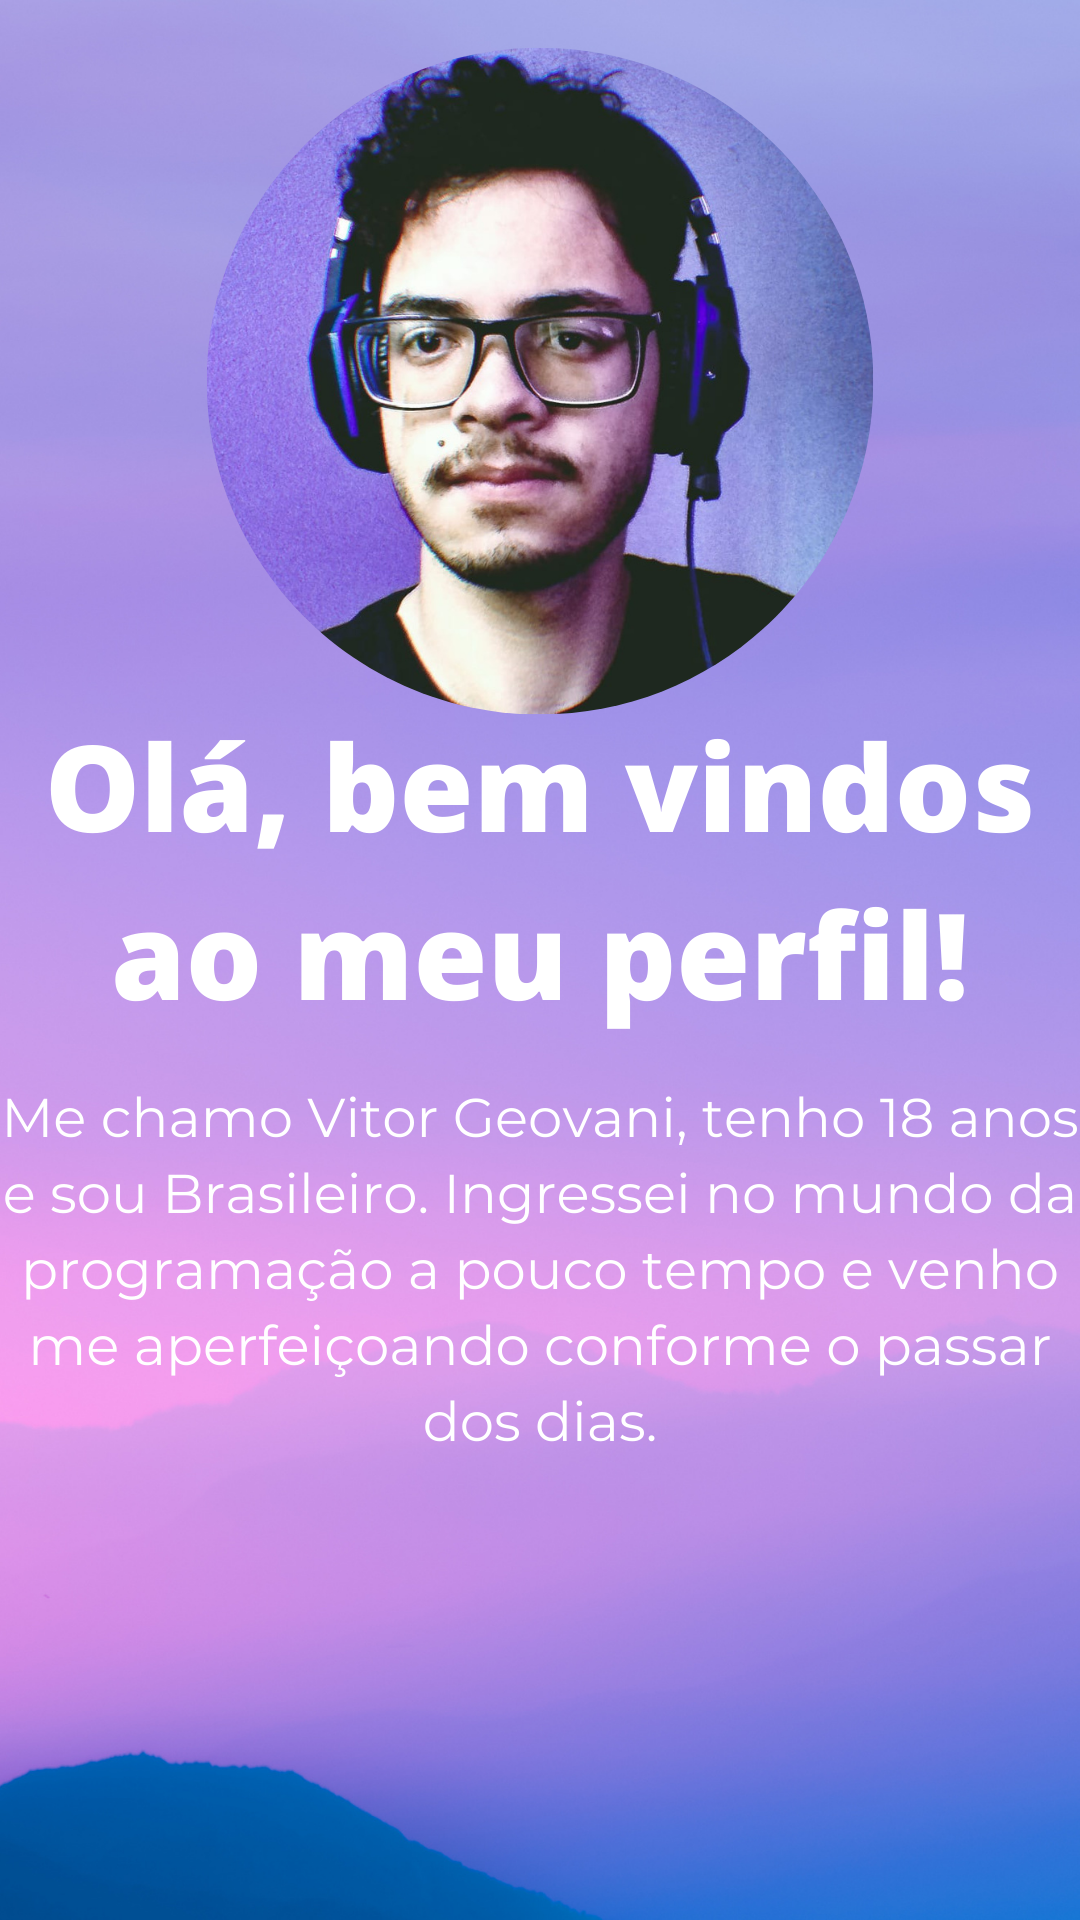 Olá, bem vindos
ao meu perfil!
Me chamo Vitor Geovani, tenho 18 anos
e sou Brasileiro. Ingressei no mundo da
programação a pouco tempo e venho
me aperfeiçoando conforme o passar
dos dias.